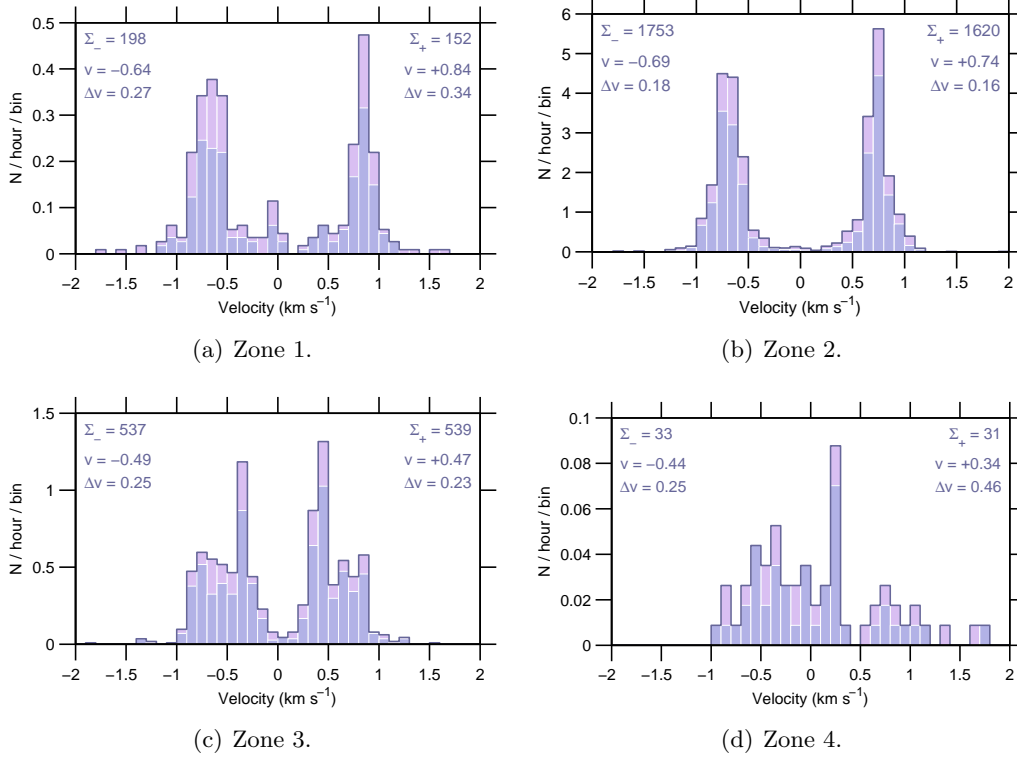 0.5
0.4
0.3
0.2
0.1
0
N / hour / bin
Σ₋ = 198
v = −0.64
Δv = 0.27
Σ₊ = 152
v = +0.84
Δv = 0.34
−2 −1.5 −1 −0.5 0 0.5 1 1.5 2
Velocity (km s⁻¹)
(a) Zone 1.
6
5
4
3
2
1
0
N / hour / bin
Σ₋ = 1753
v = −0.69
Δv = 0.18
Σ₊ = 1620
v = +0.74
Δv = 0.16
−2 −1.5 −1 −0.5 0 0.5 1 1.5 2
Velocity (km s⁻¹)
(b) Zone 2.
1.5
1
0.5
0
N / hour / bin
Σ₋ = 537
v = −0.49
Δv = 0.25
Σ₊ = 539
v = +0.47
Δv = 0.23
−2 −1.5 −1 −0.5 0 0.5 1 1.5 2
Velocity (km s⁻¹)
(c) Zone 3.
0.1
0.08
0.06
0.04
0.02
0
N / hour / bin
Σ₋ = 33
v = −0.44
Δv = 0.25
Σ₊ = 31
v = +0.34
Δv = 0.46
−2 −1.5 −1 −0.5 0 0.5 1 1.5 2
Velocity (km s⁻¹)
(d) Zone 4.